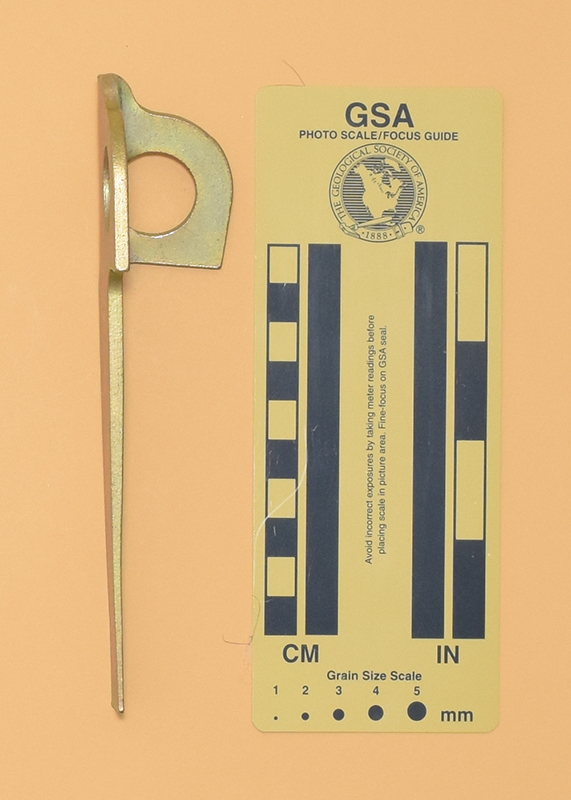 GSA
PHOTO SCALE/FOCUS GUIDE
THE GEOLOGICAL SOCIETY OF AMERICA
·1888·
®
Avoid incorrect exposures by taking meter readings before
placing scale in picture area. Fine-focus on GSA seal.
CM IN
Grain Size Scale
1 2 3 4 5
mm